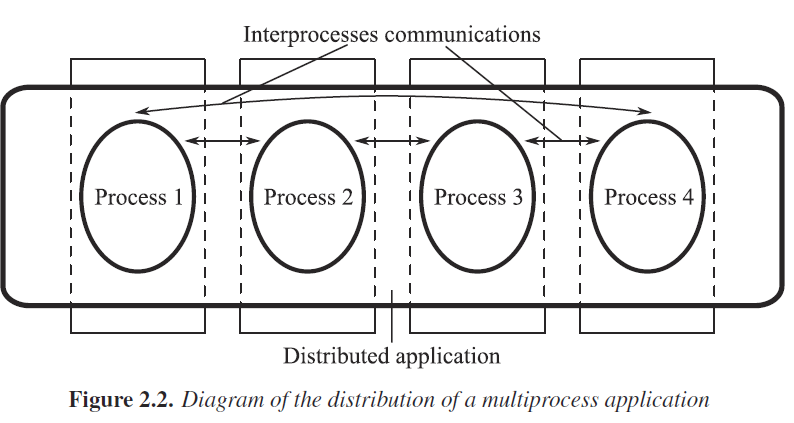 Interprocesses communications
Process 1
Process 2
Process 3
Process 4
Distributed application
Figure 2.2. Diagram of the distribution of a multiprocess application